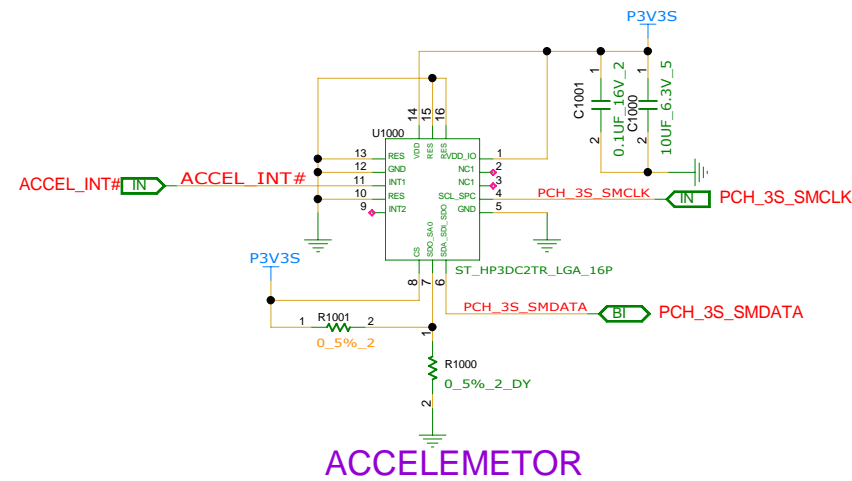 P3V3S
C1001
1
2
0.1UF_16V_2
C1000
1
2
10UF_6.3V_5
14
15
16
U1000
VDD
RES
RES
13
RES
VDD_IO
1
12
GND
NC1
2
ACCEL_INT#
IN
ACCEL_INT#
11
INT1
NC1
3
10
RES
SCL_SPC
4
PCH_3S_SMCLK
IN
PCH_3S_SMCLK
9
INT2
GND
5
CS
SDO_SA0
SDA_SDI_SDO
P3V3S
ST_HP3DC2TR_LGA_16P
8
7
6
PCH_3S_SMDATA
BI
PCH_3S_SMDATA
1
R1001
2
0_5%_2
1
R1000
0_5%_2_DY
2
ACCELEMETOR